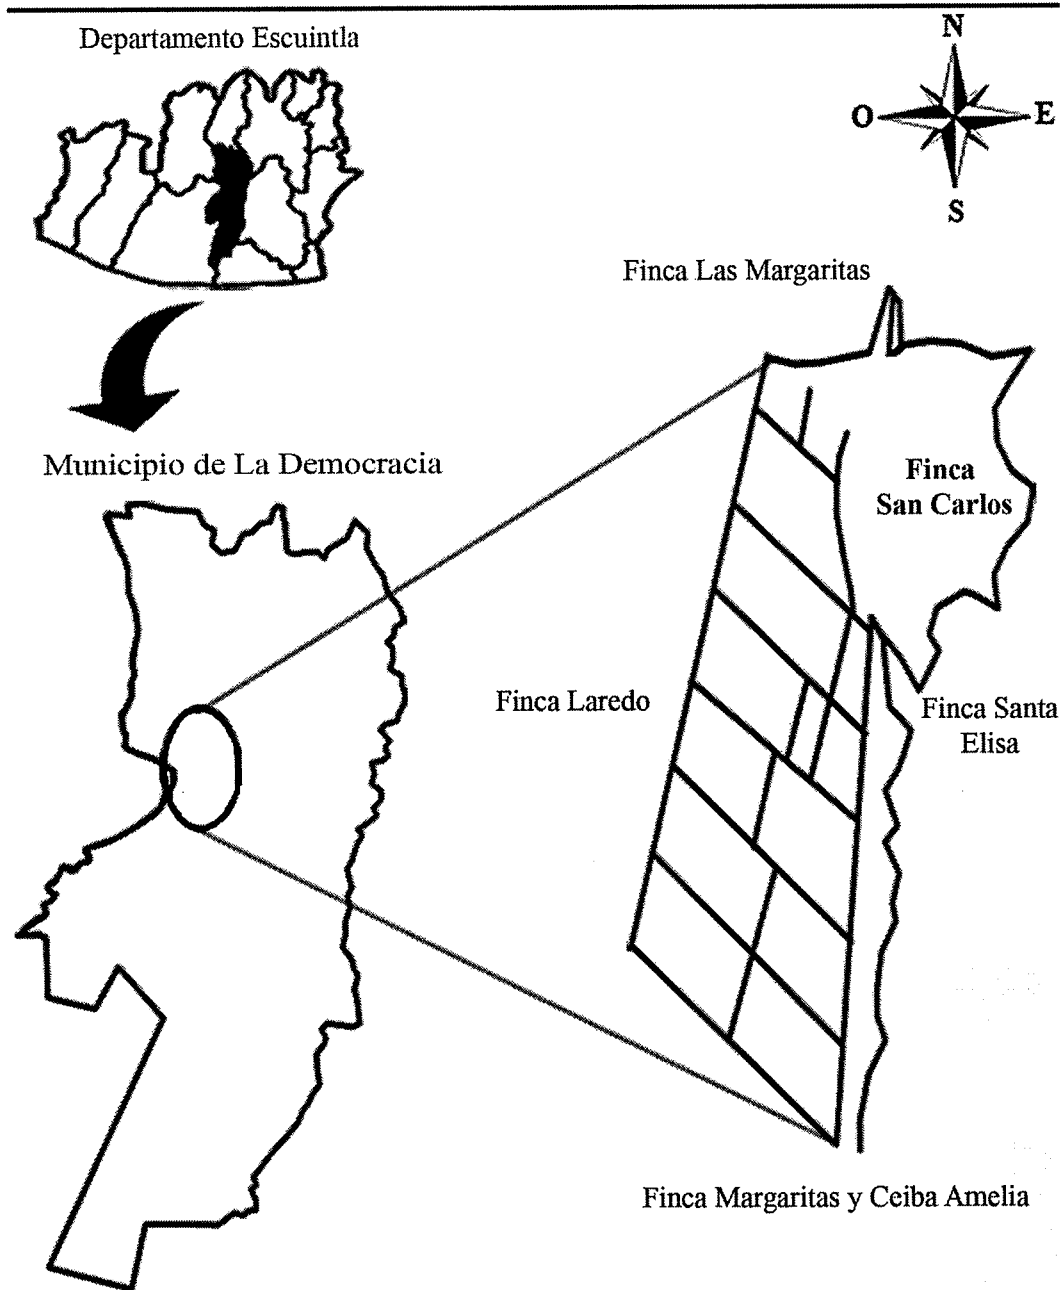 Departamento Escuintla
N
O
E
S
Finca Las Margaritas
Municipio de La Democracia
Finca
San Carlos
Finca Laredo
Finca Santa
Elisa
Finca Margaritas y Ceiba Amelia